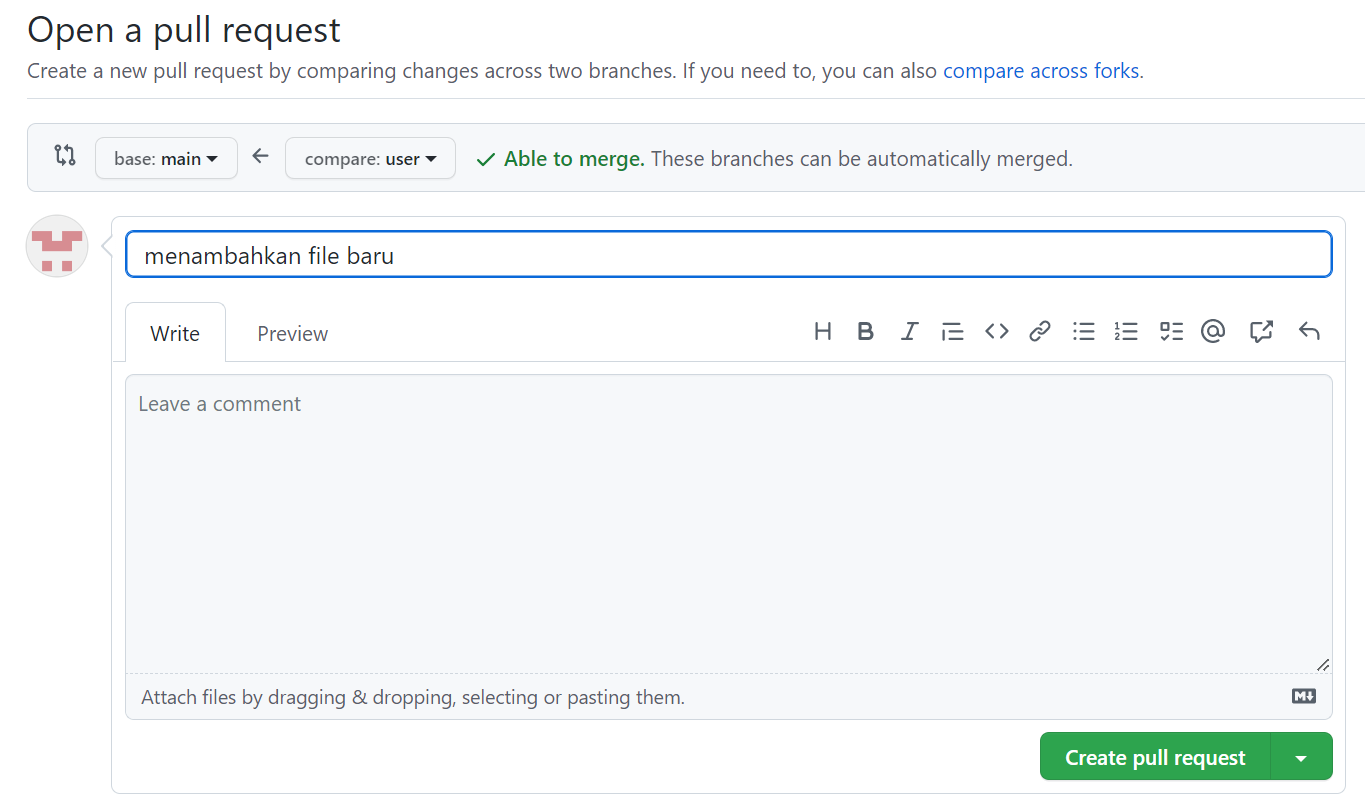 Open a pull request
Create a new pull request by comparing changes across two branches. If you need to, you can also compare across forks.
base: main
compare: user
Able to merge. These branches can be automatically merged.
menambahkan file baru
Write
Preview
Leave a comment
Attach files by dragging & dropping, selecting or pasting them.
Create pull request